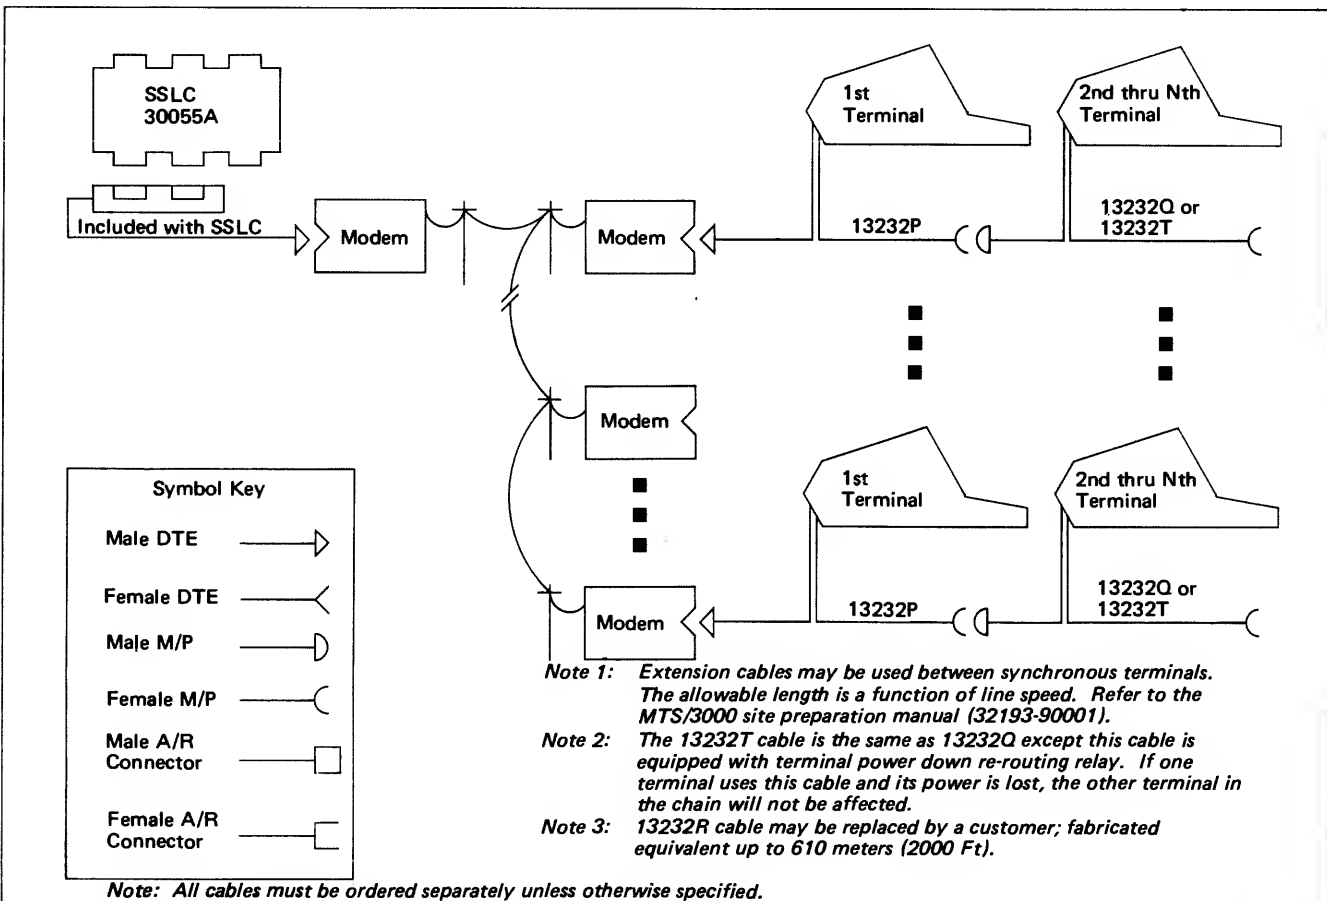 SSLC
30055A
Included with SSLC
Modem
Modem
1st
Terminal
13232P
2nd thru Nth
Terminal
13232Q or
13232T
Modem
1st
Terminal
13232P
2nd thru Nth
Terminal
13232Q or
13232T
Modem
Symbol Key
Male DTE
Female DTE
Male M/P
Female M/P
Male A/R
Connector
Female A/R
Connector
Note 1: Extension cables may be used between synchronous terminals.
The allowable length is a function of line speed. Refer to the
MTS/3000 site preparation manual (32193-90001).
Note 2: The 13232T cable is the same as 13232Q except this cable is
equipped with terminal power down re-routing relay. If one
terminal uses this cable and its power is lost, the other terminal in
the chain will not be affected.
Note 3: 13232R cable may be replaced by a customer; fabricated
equivalent up to 610 meters (2000 Ft).
Note: All cables must be ordered separately unless otherwise specified.